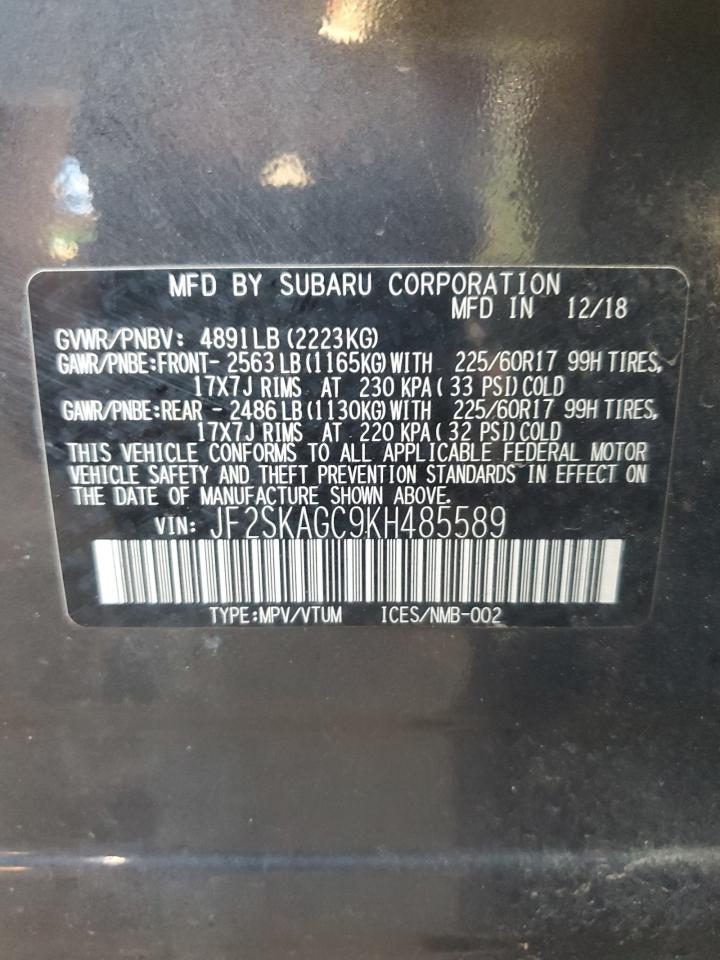 MFD BY SUBARU CORPORATION
MFD IN 12/18
GVWR/PNBV: 4891LB (2223KG)
GAWR/PNBE:FRONT- 2563LB (1165KG)WITH 225/60R17 99H TIRES,
17X7J RIMS AT 230 KPA( 33 PSI)COLD
GAWR/PNBE:REAR - 2486LB (1130KG)WITH 225/60R17 99H TIRES,
17X7J RIMS AT 220 KPA( 32 PSI)COLD
THIS VEHICLE CONFORMS TO ALL APPLICABLE FEDERAL MOTOR
VEHICLE SAFETY AND THEFT PREVENTION STANDARDS IN EFFECT ON
THE DATE OF MANUFACTURE SHOWN ABOVE.
VIN: JF2SKAGC9KH485589
TYPE:MPV/VTUM ICES/NMB-002